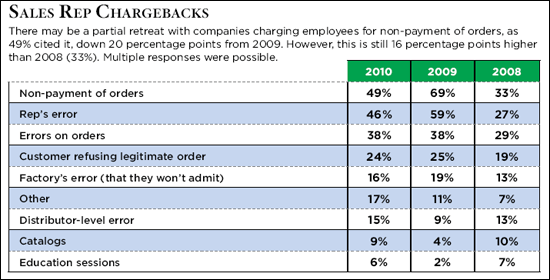 SALES REP CHARGEBACKS
There may be a partial retreat with companies charging employees for non-payment of orders, as
49% cited it, down 20 percentage points from 2009. However, this is still 16 percentage points higher
than 2008 (33%). Multiple responses were possible.
2010 2009 2008
Non-payment of orders 49% 69% 33%
Rep's error 46% 59% 27%
Errors on orders 38% 38% 29%
Customer refusing legitimate order 24% 25% 19%
Factory's error (that they won't admit) 16% 19% 13%
Other 17% 11% 7%
Distributor-level error 15% 9% 13%
Catalogs 9% 4% 10%
Education sessions 6% 2% 7%